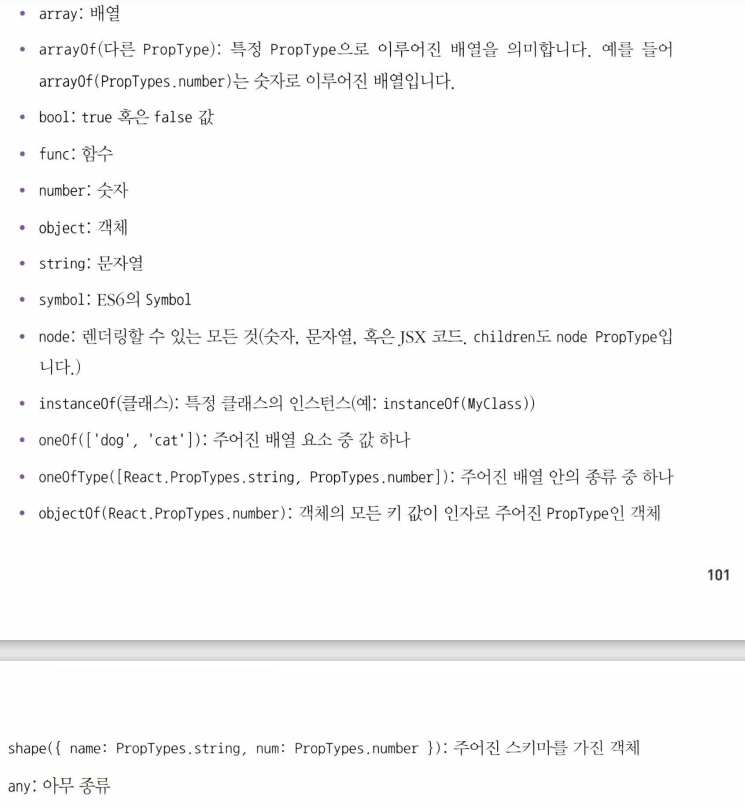 • array: 배열
• arrayOf(다른 PropType): 특정 PropType으로 이루어진 배열을 의미합니다. 예를 들어
arrayOf(PropTypes.number)는 숫자로 이루어진 배열입니다.
• bool: true 혹은 false 값
• func: 함수
• number: 숫자
• object: 객체
• string: 문자열
• symbol: ES6의 Symbol
• node: 렌더링할 수 있는 모든 것(숫자, 문자열, 혹은 JSX 코드. children도 node PropType입
니다.)
• instanceOf(클래스): 특정 클래스의 인스턴스(예: instanceOf(MyClass))
• oneOf(['dog', 'cat']): 주어진 배열 요소 중 값 하나
• oneOfType([React.PropTypes.string, PropTypes.number]): 주어진 배열 안의 종류 중 하나
• objectOf(React.PropTypes.number): 객체의 모든 키 값이 인자로 주어진 PropType인 객체
101
shape({ name: PropTypes.string, num: PropTypes.number }): 주어진 스키마를 가진 객체
any: 아무 종류